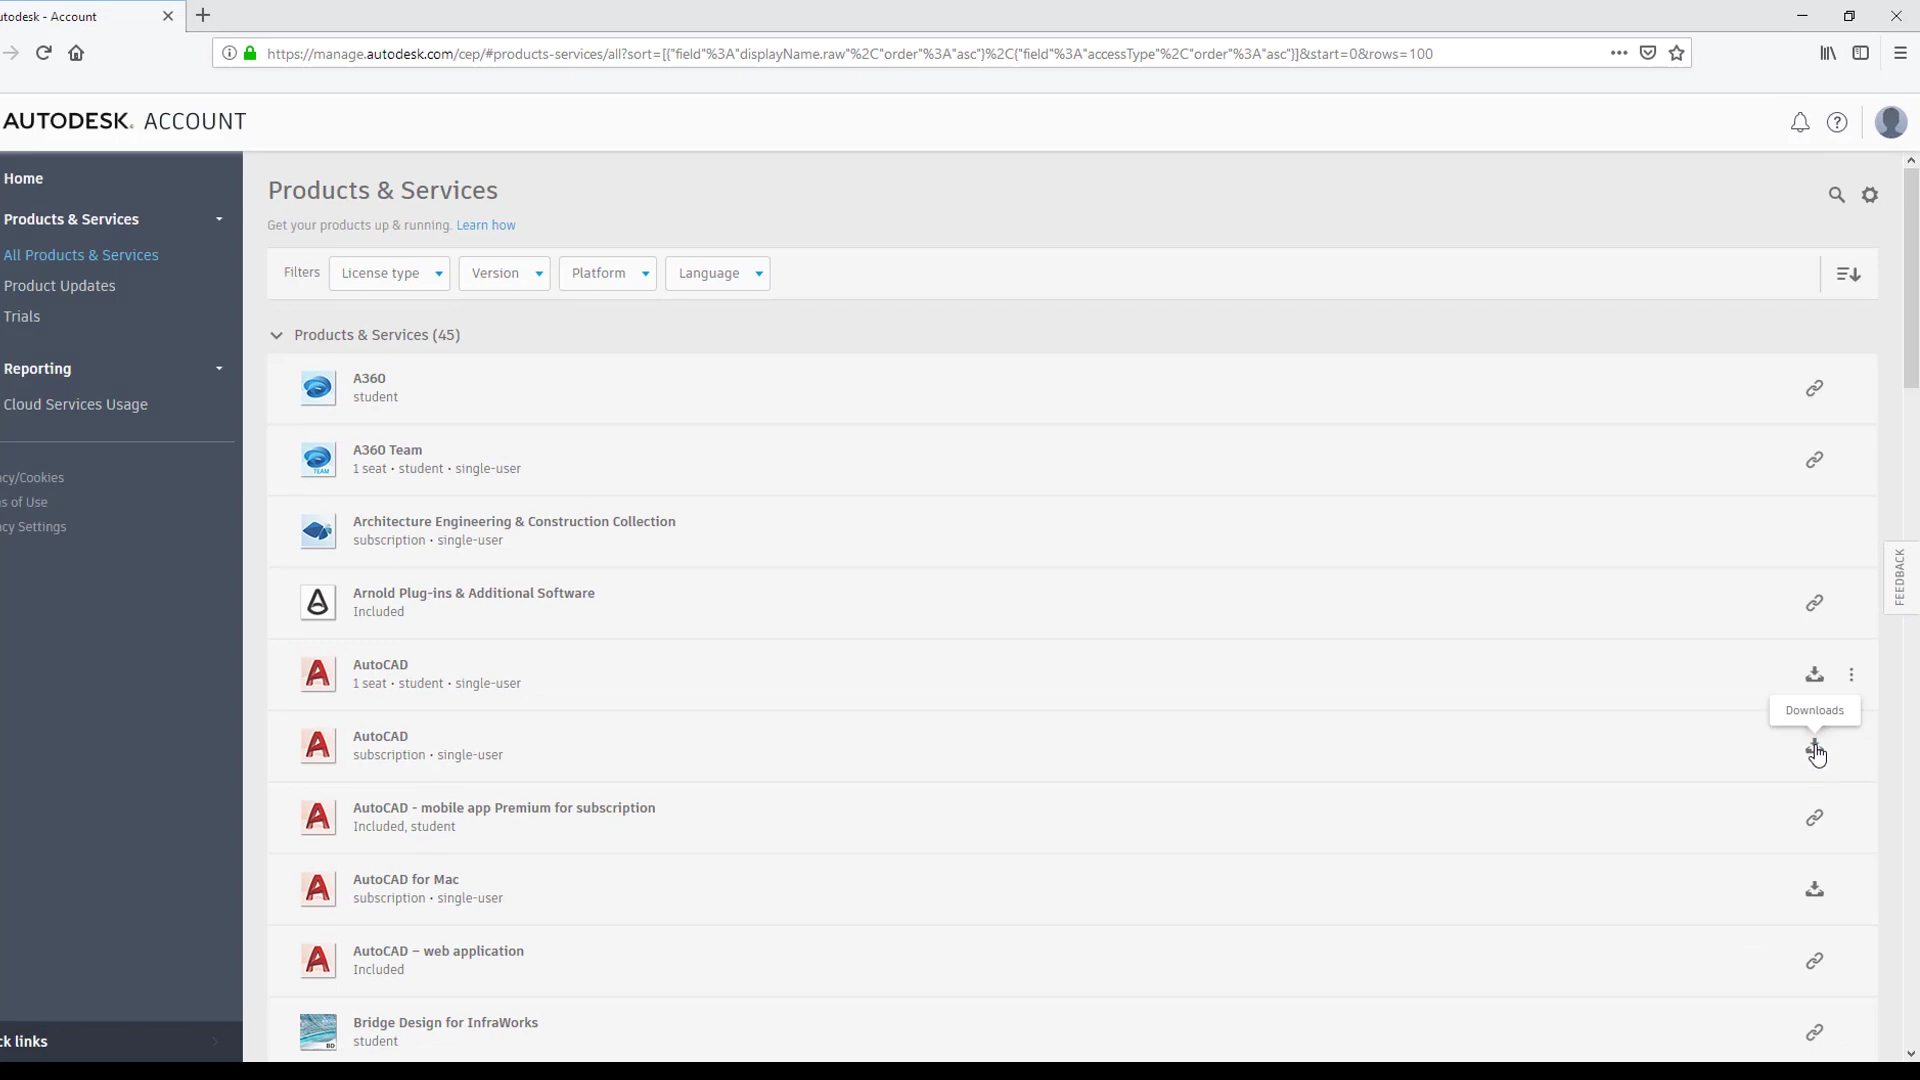 utodesk - Account
https://manage.autodesk.com/cep/#products-services/all?sort=[{"field"%3A"displayName.raw"%2C"order"%3A"asc"}%2C{"field"%3A"accessType"%2C"order"%3A"asc"}]&start=0&rows=100
AUTODESK. ACCOUNT
Home
Products & Services
All Products & Services
Product Updates
Trials
Reporting
Cloud Services Usage
cy/Cookies
s of Use
cy Settings
ck links
Products & Services
Get your products up & running. Learn how
Filters License type Version Platform Language
Products & Services (45)
A360
student
A360 Team
1 seat • student • single-user
TEAM
Architecture Engineering & Construction Collection
subscription • single-user
Arnold Plug-ins & Additional Software
Included
AutoCAD
1 seat • student • single-user
Downloads
AutoCAD
subscription • single-user
AutoCAD - mobile app Premium for subscription
Included, student
AutoCAD for Mac
subscription • single-user
AutoCAD – web application
Included
Bridge Design for InfraWorks
student
BD
FEEDBACK